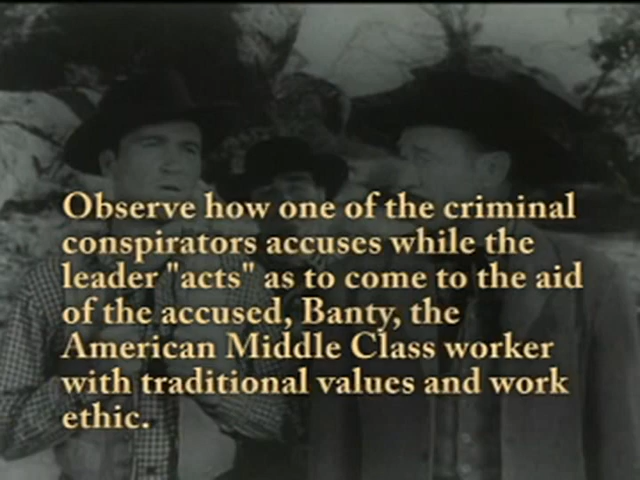 Observe how one of the criminal
conspirators accuses while the
leader "acts" as to come to the aid
of the accused, Banty, the
American Middle Class worker
with traditional values and work
ethic.